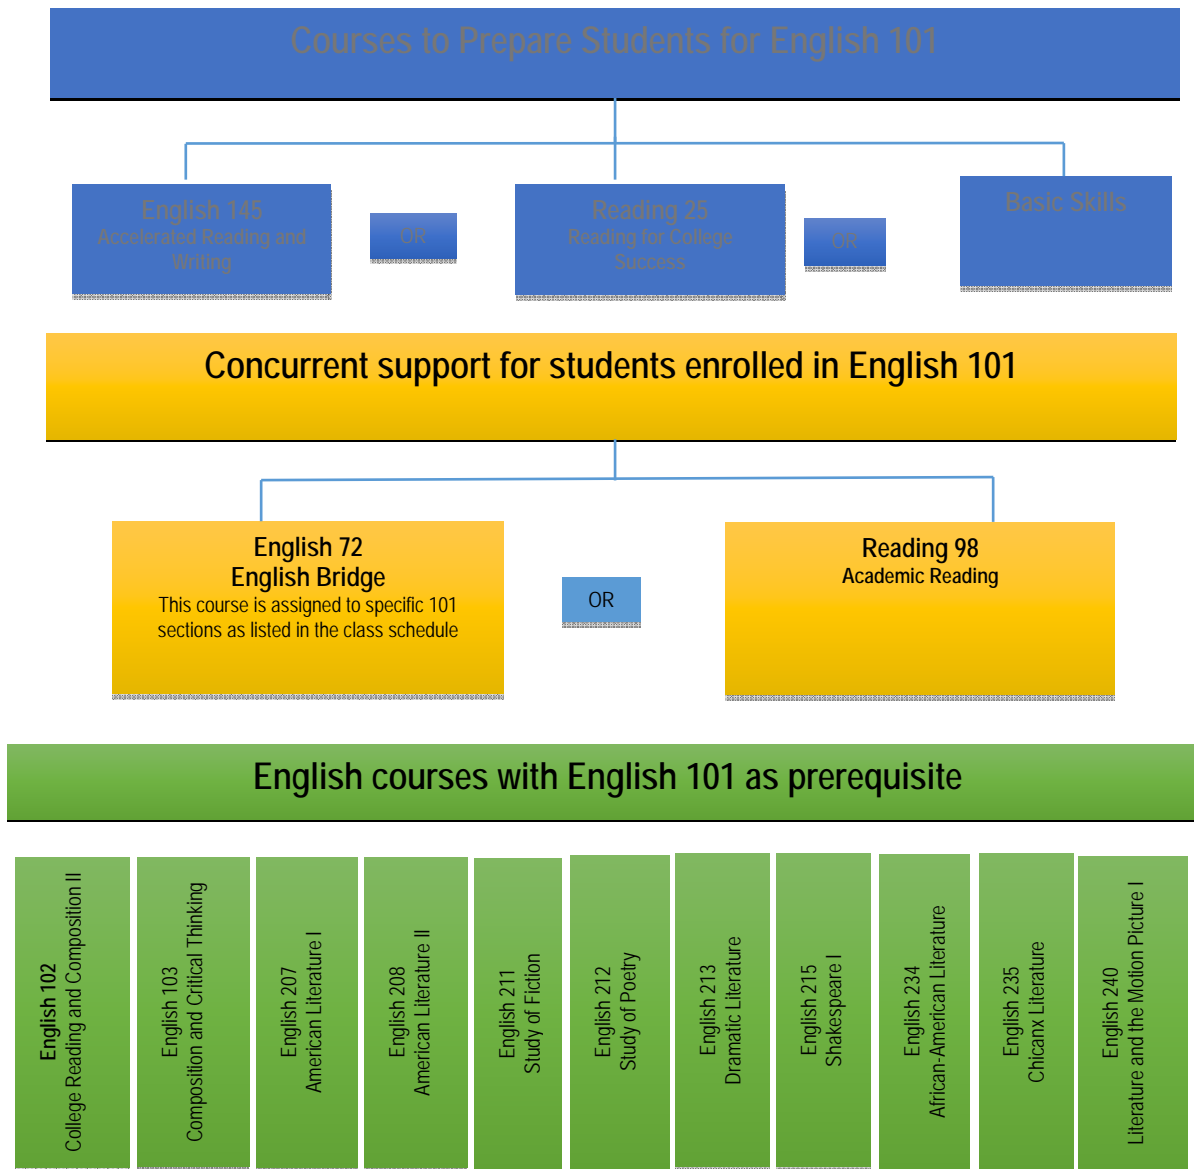 Courses to Prepare Students for English 101
English 145
Accelerated Reading and
Writing
OR
Reading 25
Reading for College
Success
OR
Basic Skills
Concurrent support for students enrolled in English 101
English 72
English Bridge
This course is assigned to specific 101
sections as listed in the class schedule
OR
Reading 98
Academic Reading
English courses with English 101 as prerequisite
English 102
College Reading and Composition II
English 103
Composition and Critical Thinking
English 207
American Literature I
English 208
American Literature II
English 211
Study of Fiction
English 212
Study of Poetry
English 213
Dramatic Literature
English 215
Shakespeare I
English 234
African-American Literature
English 235
Chicanx Literature
English 240
Literature and the Motion Picture I